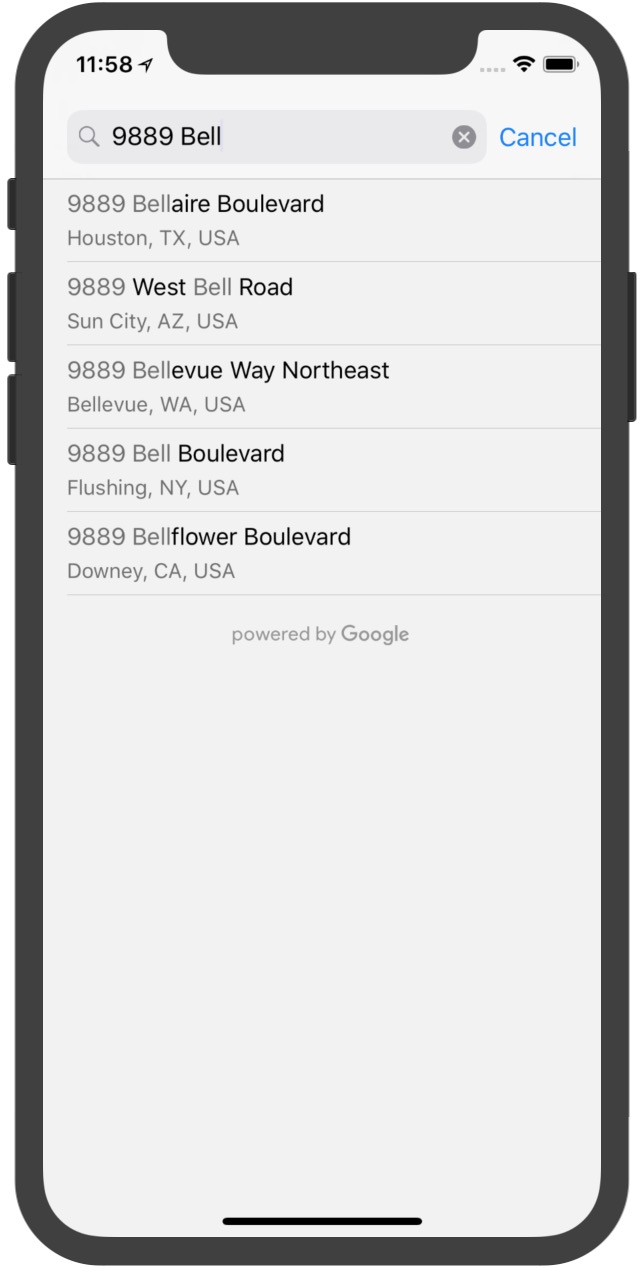 11:58
9889 Bell
Cancel
9889 Bellaire Boulevard
Houston, TX, USA
9889 West Bell Road
Sun City, AZ, USA
9889 Bellevue Way Northeast
Bellevue, WA, USA
9889 Bell Boulevard
Flushing, NY, USA
9889 Bellflower Boulevard
Downey, CA, USA
powered by Google